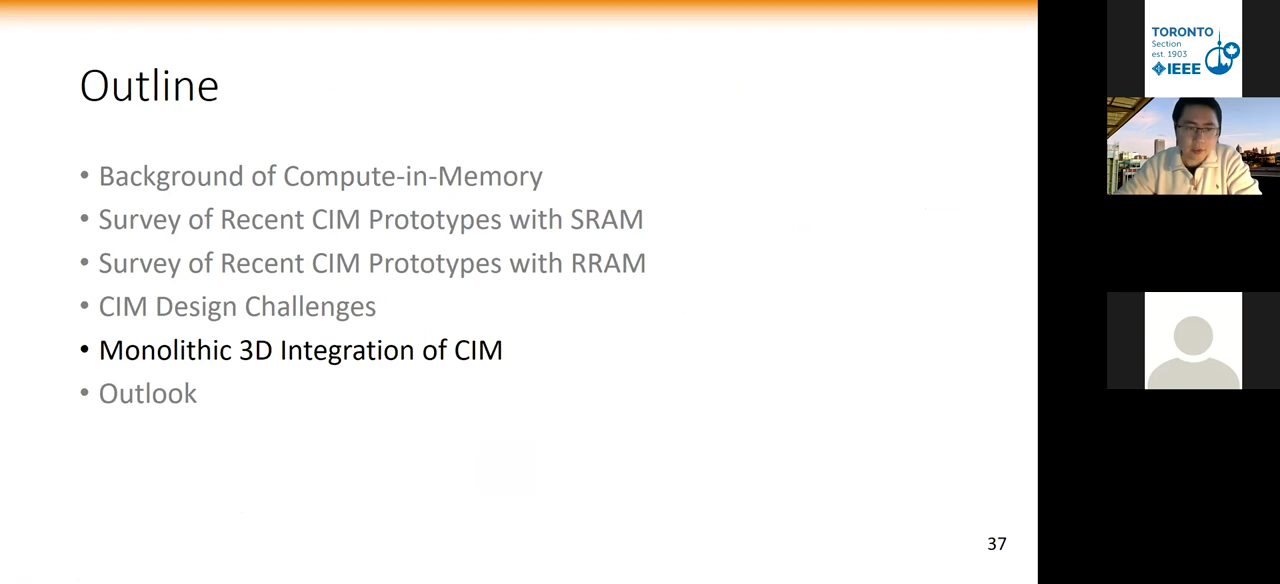 Outline
• Background of Compute-in-Memory
• Survey of Recent CIM Prototypes with SRAM
• Survey of Recent CIM Prototypes with RRAM
• CIM Design Challenges
• Monolithic 3D Integration of CIM
• Outlook
37
TORONTO
Section
est. 1903
IEEE